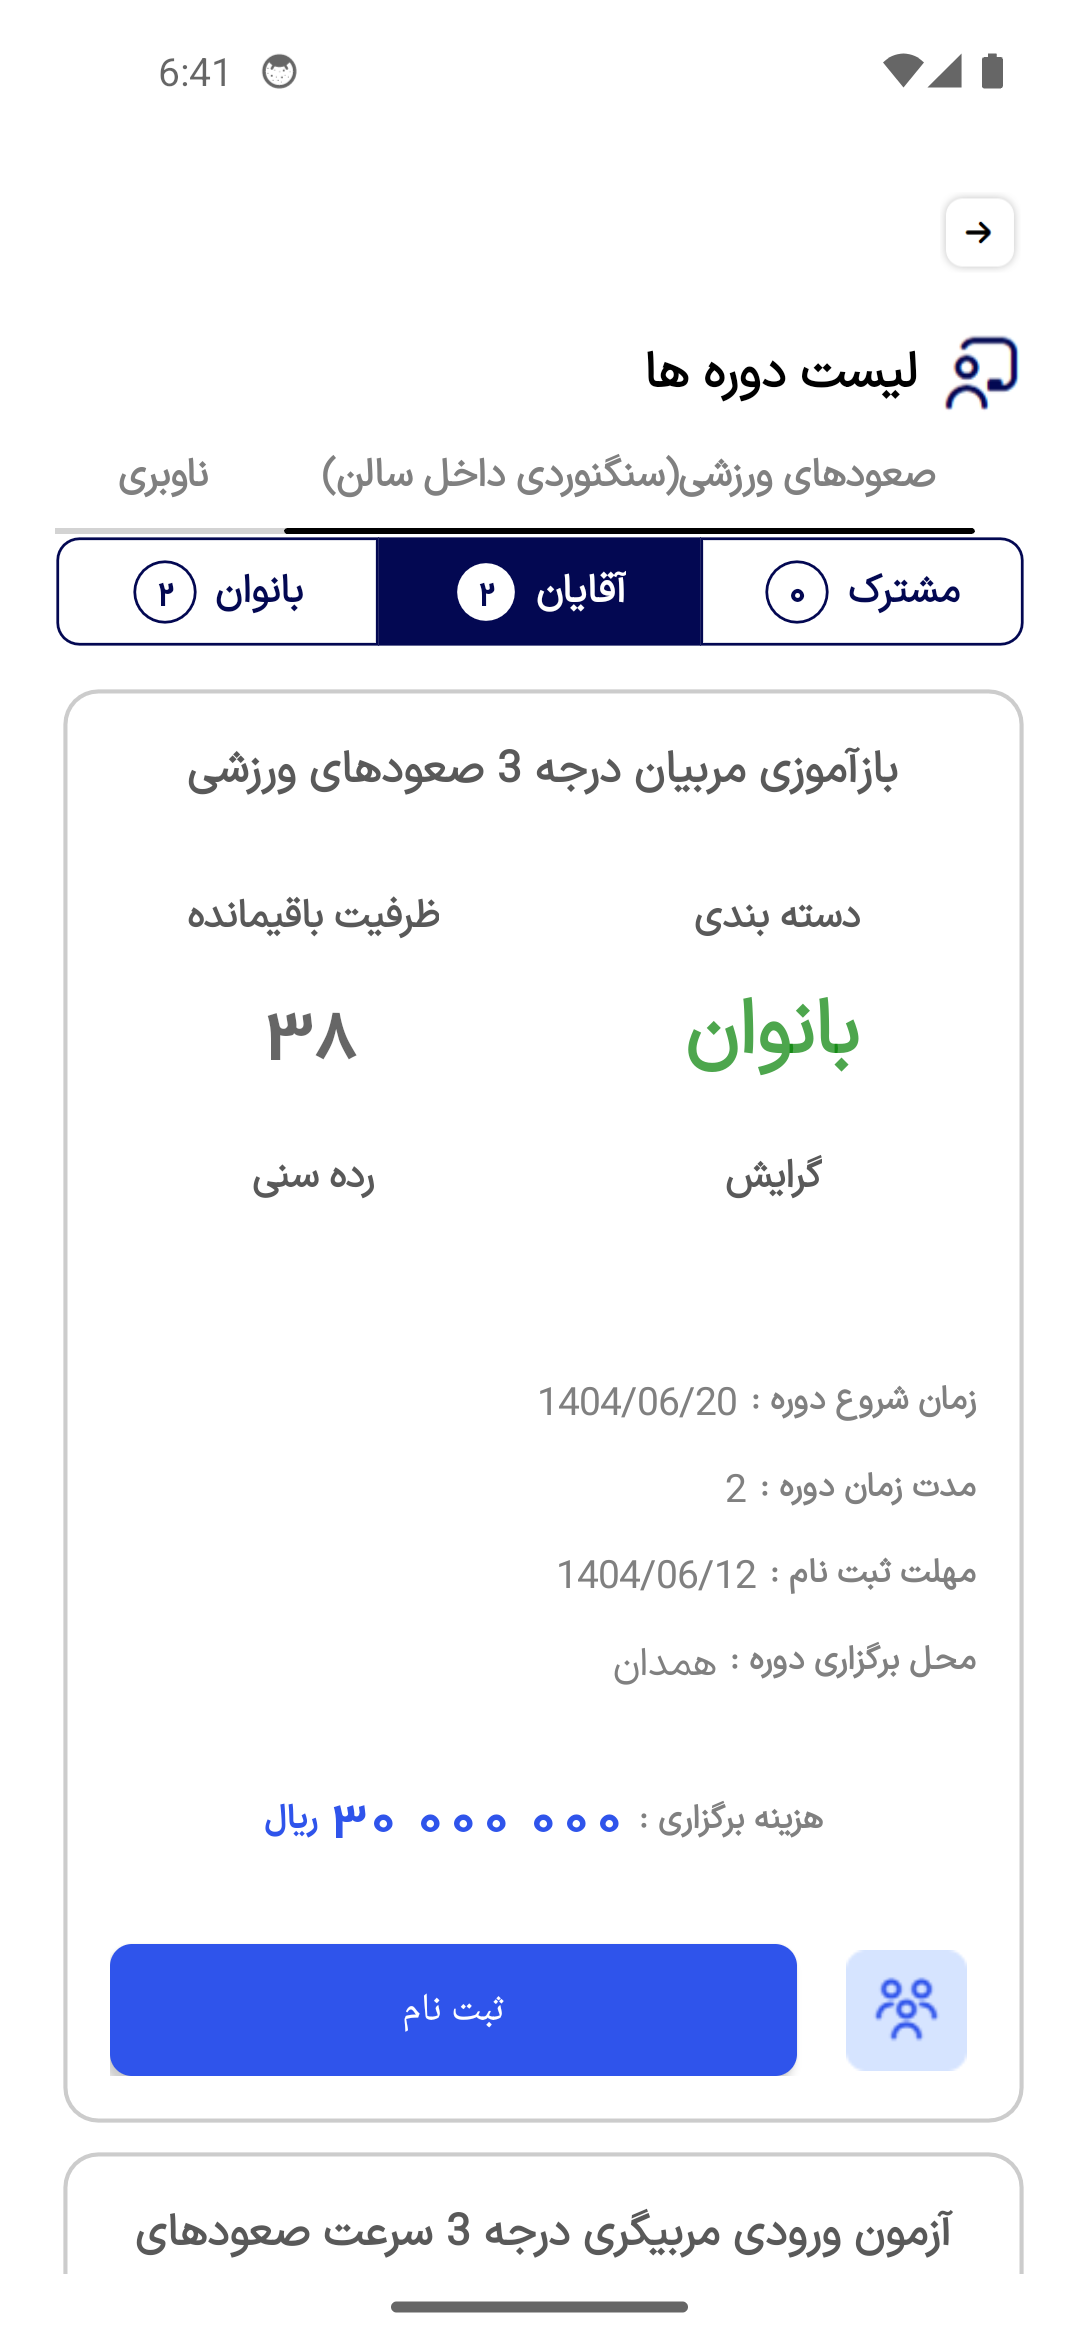 6:41
لیست دوره ها
صعودهای ورزشی(سنگنوردی داخل سالن) ناوبری
مشترک ۰ آقایان ۲ بانوان ۲
بازآموزی مربیان درجه 3 صعودهای ورزشی
دسته بندی ظرفیت باقیمانده
بانوان ۳۸
گرایش رده سنی
زمان شروع دوره : 1404/06/20
مدت زمان دوره : 2
مهلت ثبت نام : 1404/06/12
محل برگزاری دوره : همدان
هزینه برگزاری : ۳۰ ۰۰۰ ۰۰۰ ریال
ثبت نام
آزمون ورودی مربیگری درجه 3 سرعت صعودهای